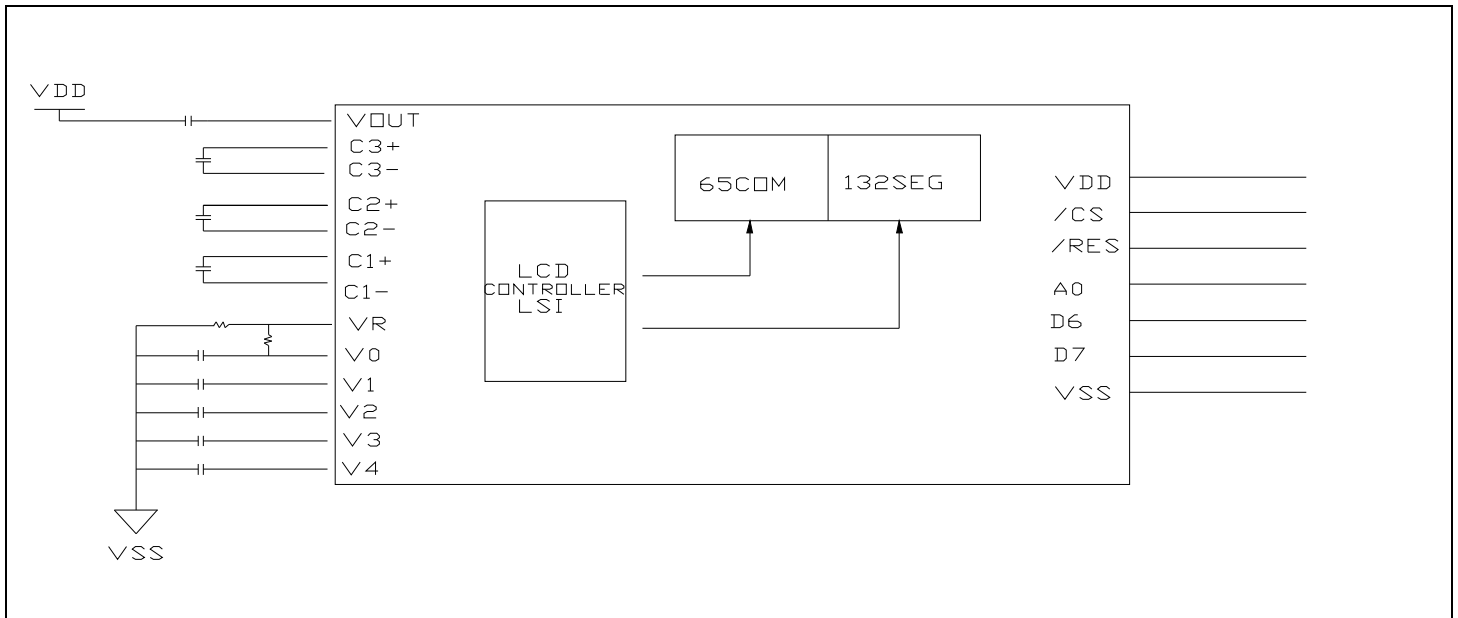 VDD
VOUT
C3+
C3-
C2+
C2-
C1+
C1-
VR
V0
V1
V2
V3
V4
VSS
LCD
CONTROLLER
LSI
65COM
132SEG
VDD
/CS
/RES
A0
D6
D7
VSS